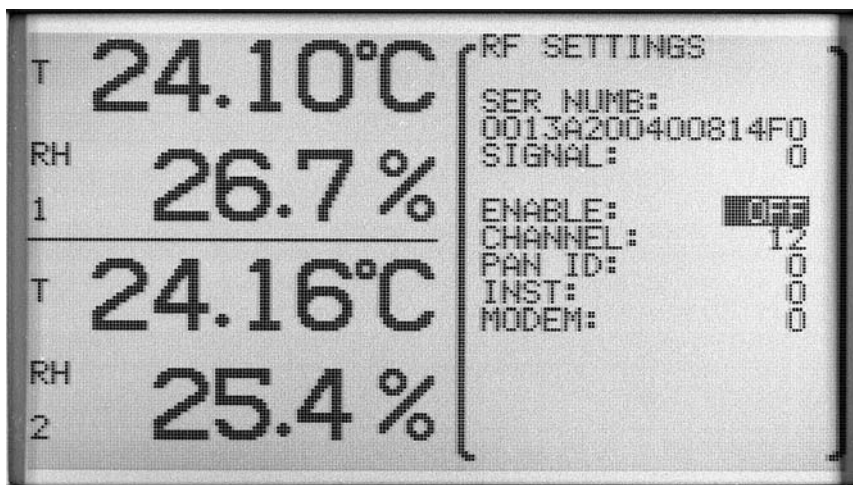 T 24.10°C
RH
1 26.7 %
T 24.16°C
RH
2 25.4 %
RF SETTINGS
SER NUMB:
0013A200400814F0
SIGNAL: 0
ENABLE: OFF
CHANNEL: 12
PAN ID: 0
INST: 0
MODEM: 0